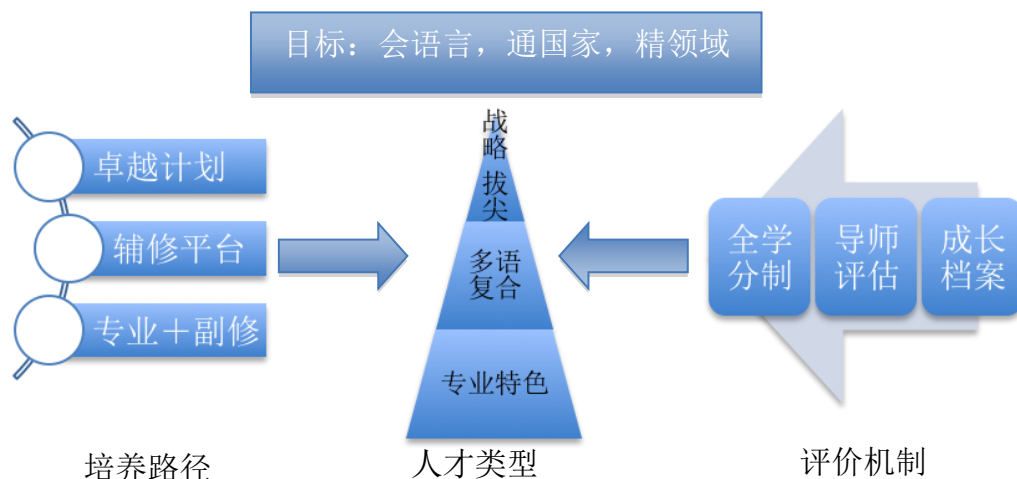 目标：会语言，通国家，精领域
卓越计划
辅修平台
专业＋副修
培养路径
战略
拔尖
多语
复合
专业特色
人才类型
全学
分制
导师
评估
成长
档案
评价机制